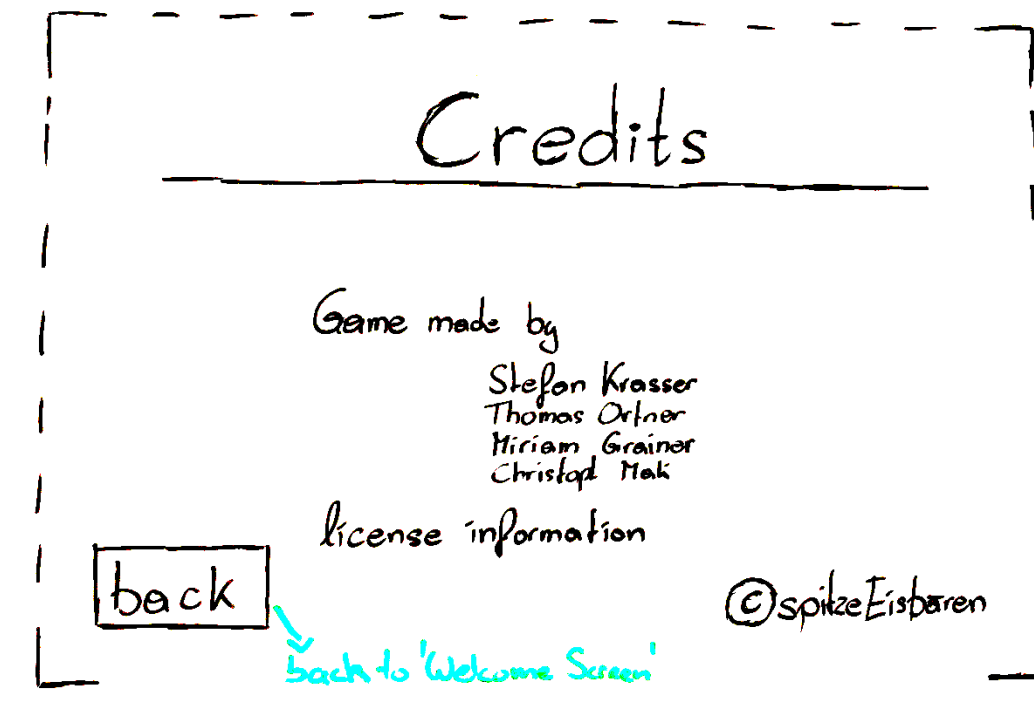 Credits
Game made by
Stefan Krasser
Thomas Ortner
Miriam Grainer
Christoph Mak
license information
back
© spitzeEisbären
back to 'Welcome Screen'